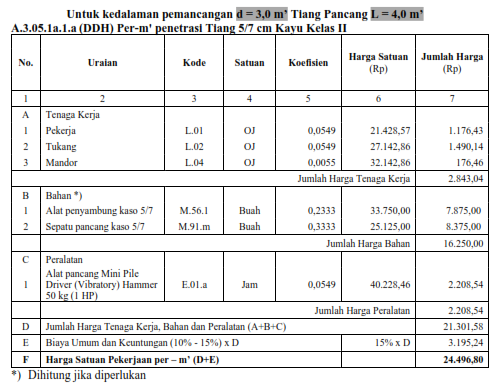 Untuk kedalaman pemancangan d = 3,0 m' Tiang Pancang L = 4,0 m'
A.3.05.1a.1.a (DDH) Per-m' penetrasi Tiang 5/7 cm Kayu Kelas II
No. Uraian Kode Satuan Koefisien Harga Satuan (Rp) Jumlah Harga (Rp)
1 2 3 4 5 6 7
A Tenaga Kerja
1 Pekerja L.01 OJ 0,0549 21.428,57 1.176,43
2 Tukang L.02 OJ 0,0549 27.142,86 1.490,14
3 Mandor L.04 OJ 0,0055 32.142,86 176,46
Jumlah Harga Tenaga Kerja 2.843,04
B Bahan *)
1 Alat penyambung kaso 5/7 M.56.1 Buah 0,2333 33.750,00 7.875,00
2 Sepatu pancang kaso 5/7 M.91.m Buah 0,3333 25.125,00 8.375,00
Jumlah Harga Bahan 16.250,00
C Peralatan
1 Alat pancang Mini Pile Driver (Vibratory) Hammer 50 kg (1 HP) E.01.a Jam 0,0549 40.228,46 2.208,54
Jumlah Harga Peralatan 2.208,54
D Jumlah Harga Tenaga Kerja, Bahan dan Peralatan (A+B+C) 21.301,58
E Biaya Umum dan Keuntungan (10% - 15%) x D 15% x D 3.195,24
F Harga Satuan Pekerjaan per – m' (D+E) 24.496,80
*) Dihitung jika diperlukan